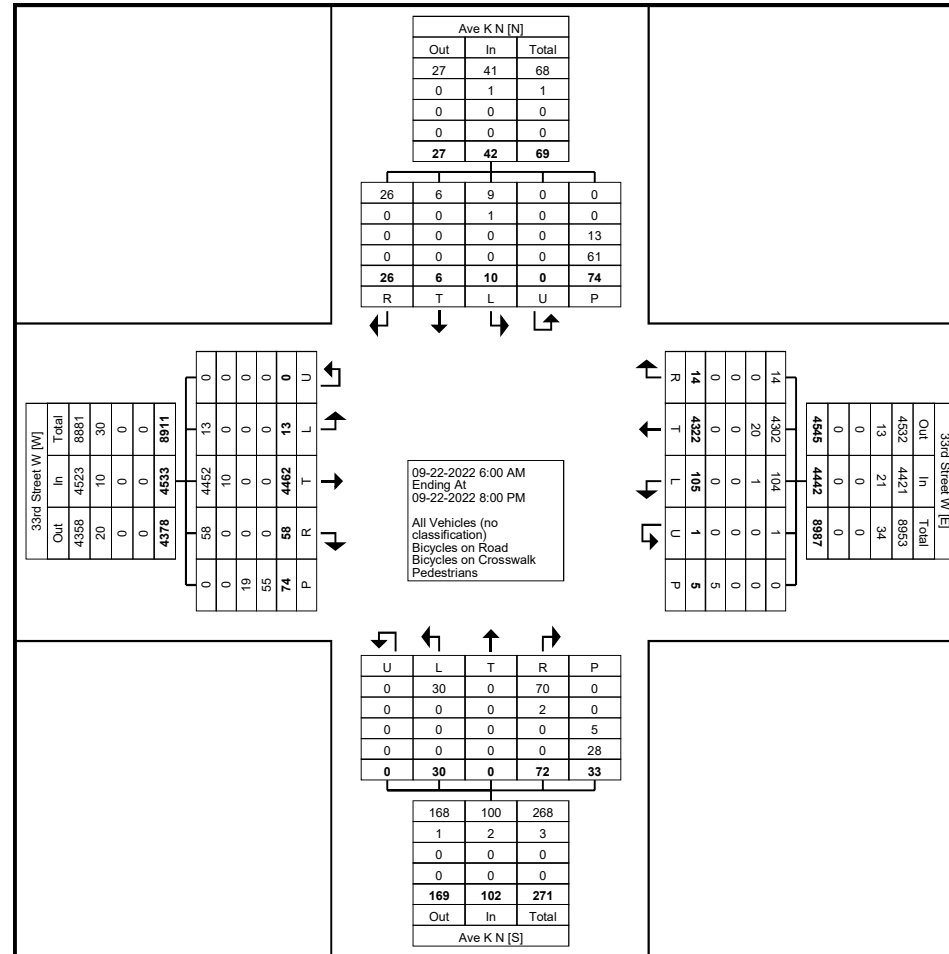 Ave K N [N]
Out In Total
27 41 68
0 1 1
0 0 0
0 0 0
27 42 69
26 6 9 0 0
0 0 1 0 0
0 0 0 0 13
0 0 0 0 61
26 6 10 0 74
R T L U P
U L T R P
0 13 4462 58 74
0 0 0 0 55
0 0 0 0 19
0 0 10 0 0
0 13 4452 58 0
8911 4533 4378
0 0 0
0 0 0
30 10 20
8881 4523 4358
Total In Out
33rd Street W [W]
09-22-2022 6:00 AM
Ending At
09-22-2022 8:00 PM
All Vehicles (no
classification)
Bicycles on Road
Bicycles on Crosswalk
Pedestrians
33rd Street W [E]
Out In Total
4532 4421 8953
13 21 34
0 0 0
0 0 0
4545 4442 8987
14 4302 104 1 0
0 20 1 0 0
0 0 0 0 0
0 0 0 0 5
14 4322 105 1 5
R T L U P
U L T R P
0 30 0 70 0
0 0 0 2 0
0 0 0 0 5
0 0 0 0 28
0 30 0 72 33
168 100 268
1 2 3
0 0 0
0 0 0
169 102 271
Out In Total
Ave K N [S]